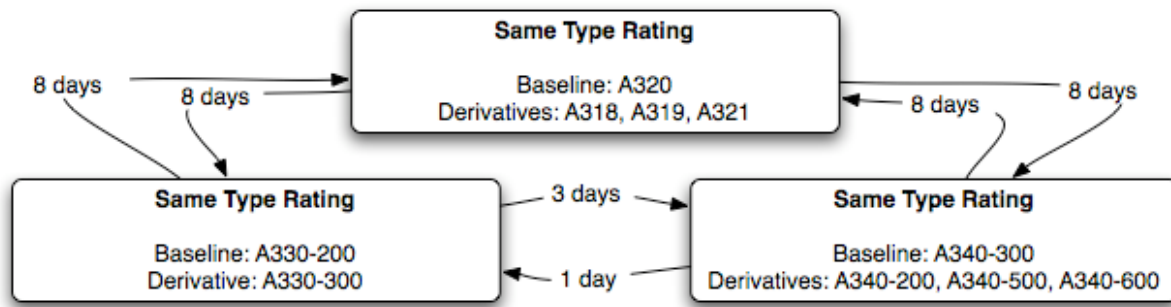 Same Type Rating
Baseline: A320
Derivatives: A318, A319, A321
8 days
8 days
8 days
8 days
Same Type Rating
Baseline: A330-200
Derivative: A330-300
3 days
1 day
Same Type Rating
Baseline: A340-300
Derivatives: A340-200, A340-500, A340-600